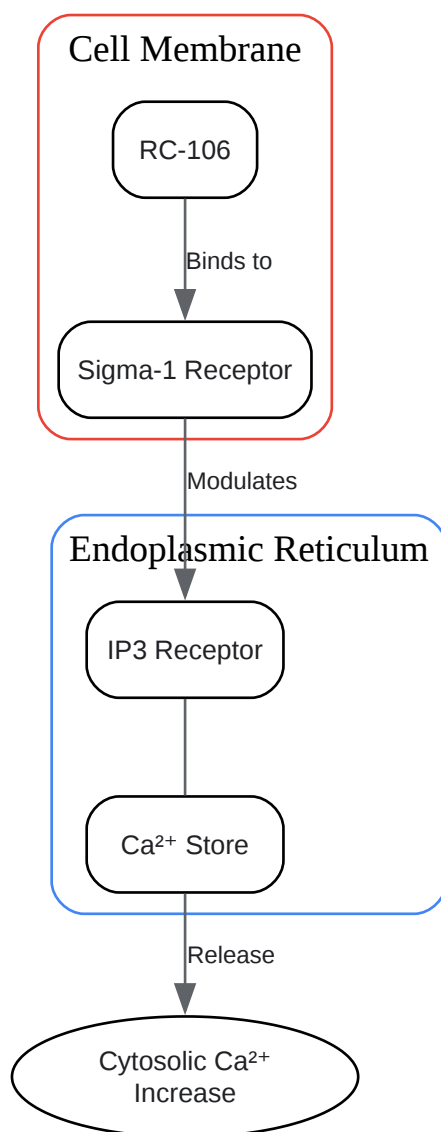 Cell Membrane
RC-106
Binds to
Sigma-1 Receptor
Modulates
Endoplasmic Reticulum
IP3 Receptor
Ca²⁺ Store
Release
Cytosolic Ca²⁺
Increase